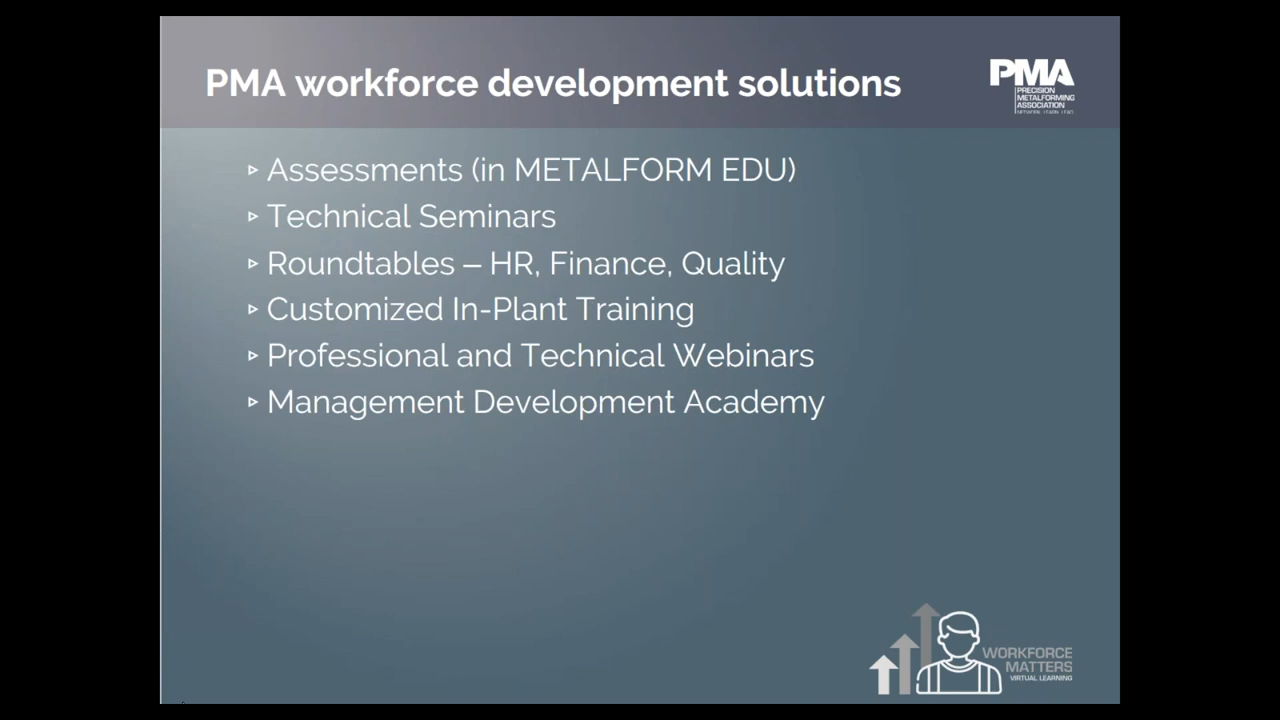 PMA workforce development solutions
PMA
PRECISION
METALFORMING
ASSOCIATION
▹ Assessments (in METALFORM EDU)
▹ Technical Seminars
▹ Roundtables – HR, Finance, Quality
▹ Customized In-Plant Training
▹ Professional and Technical Webinars
▹ Management Development Academy
WORKFORCE
MATTERS
VIRTUAL LEARNING